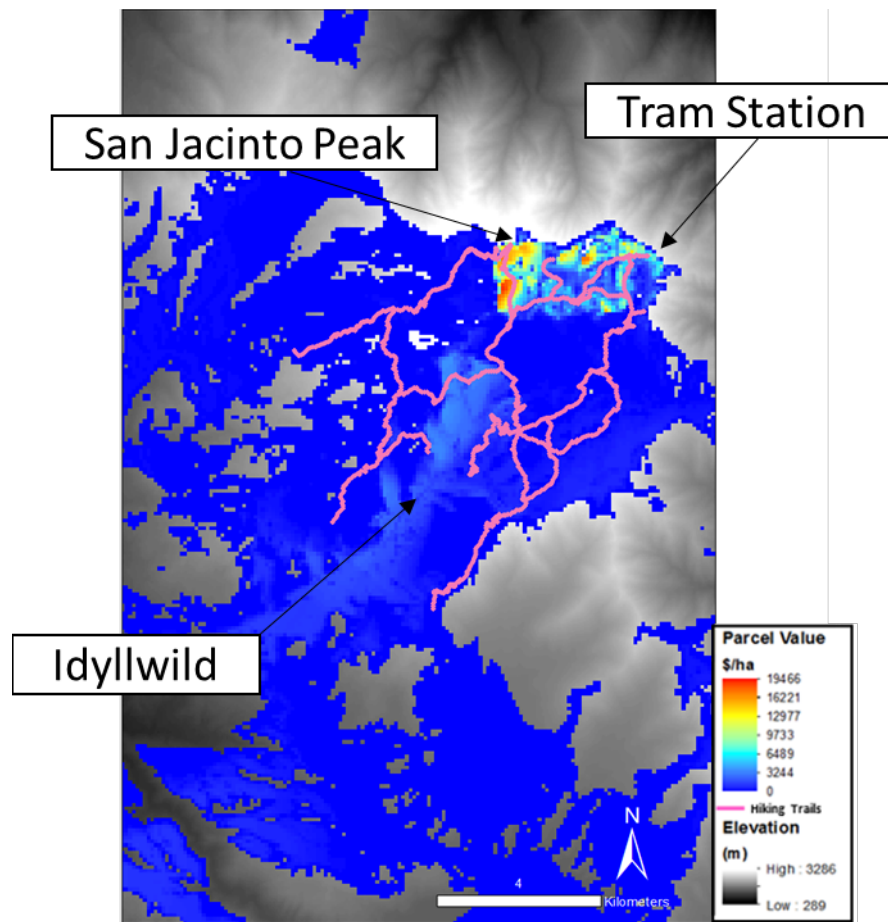 Tram Station
San Jacinto Peak
Idyllwild
Parcel Value
$/ha
19466
16221
12977
9733
6489
3244
0
Hiking Trails
Elevation
(m)
High : 3286
Low : 289
N
4
Kilometers